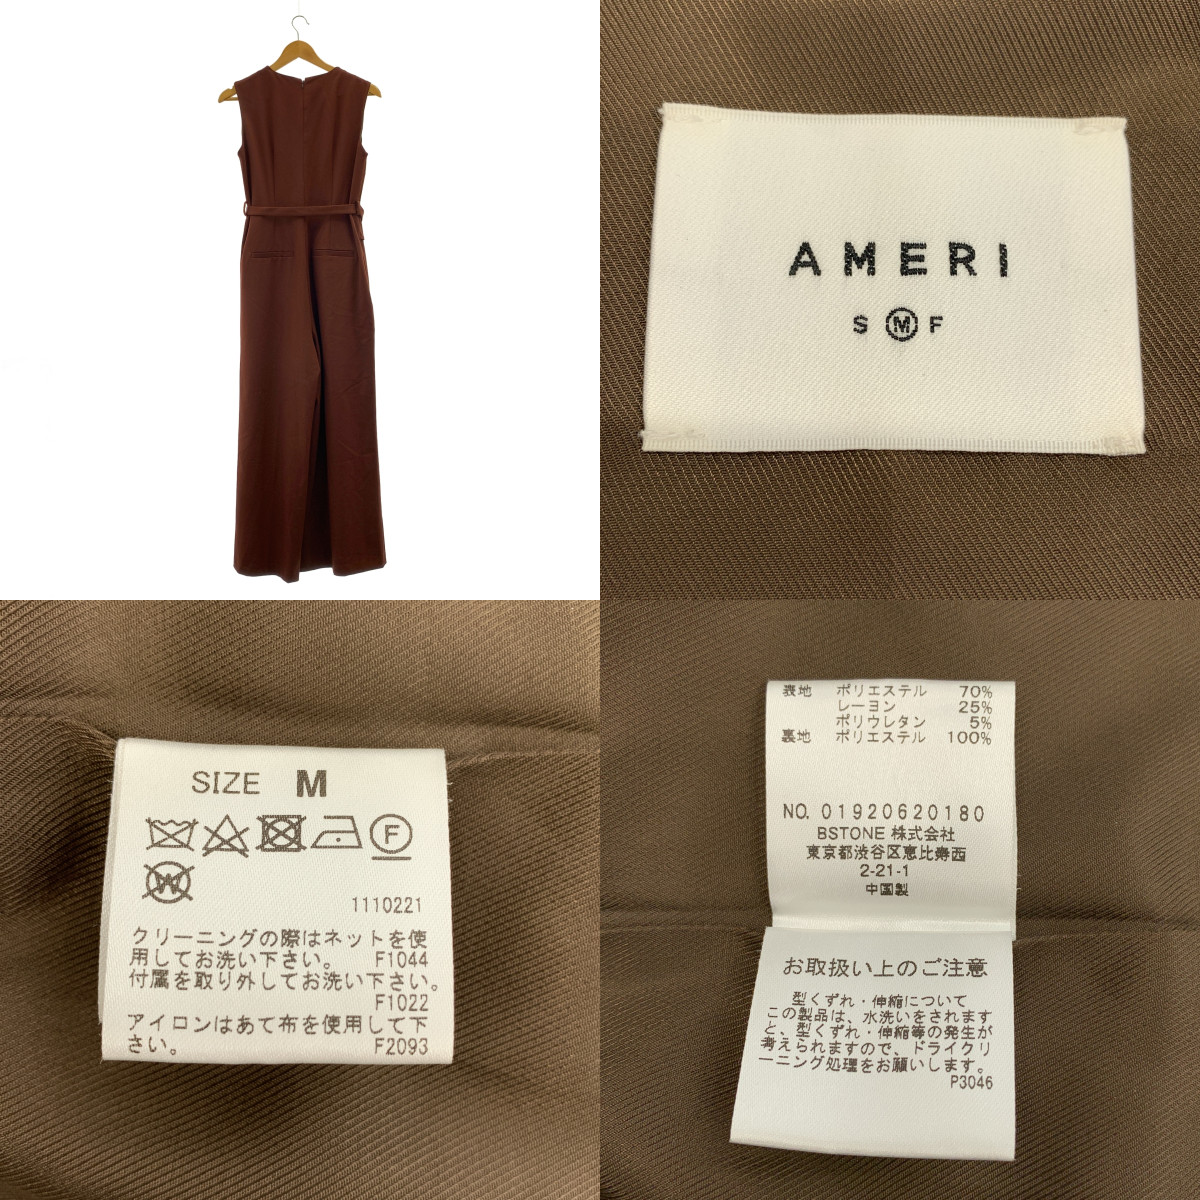 AMERI
S M F
SIZE M
F
W
1110221
クリーニングの際はネットを使
用してお洗い下さい。 F1044
付属を取り外してお洗い下さい。
F1022
アイロンはあて布を使用して下
さい。 F2093
表地 ポリエステル 70%
レーヨン 25%
ポリウレタン 5%
裏地 ポリエステル 100%
NO. 01920620180
BSTONE 株式会社
東京都渋谷区恵比寿西
2-21-1
中国製
お取扱い上のご注意
型くずれ・伸縮について
この製品は、水洗いをされます
と、型くずれ・伸縮等の発生が
考えられますので、ドライクリ
ーニング処理をお願いします。
P3046